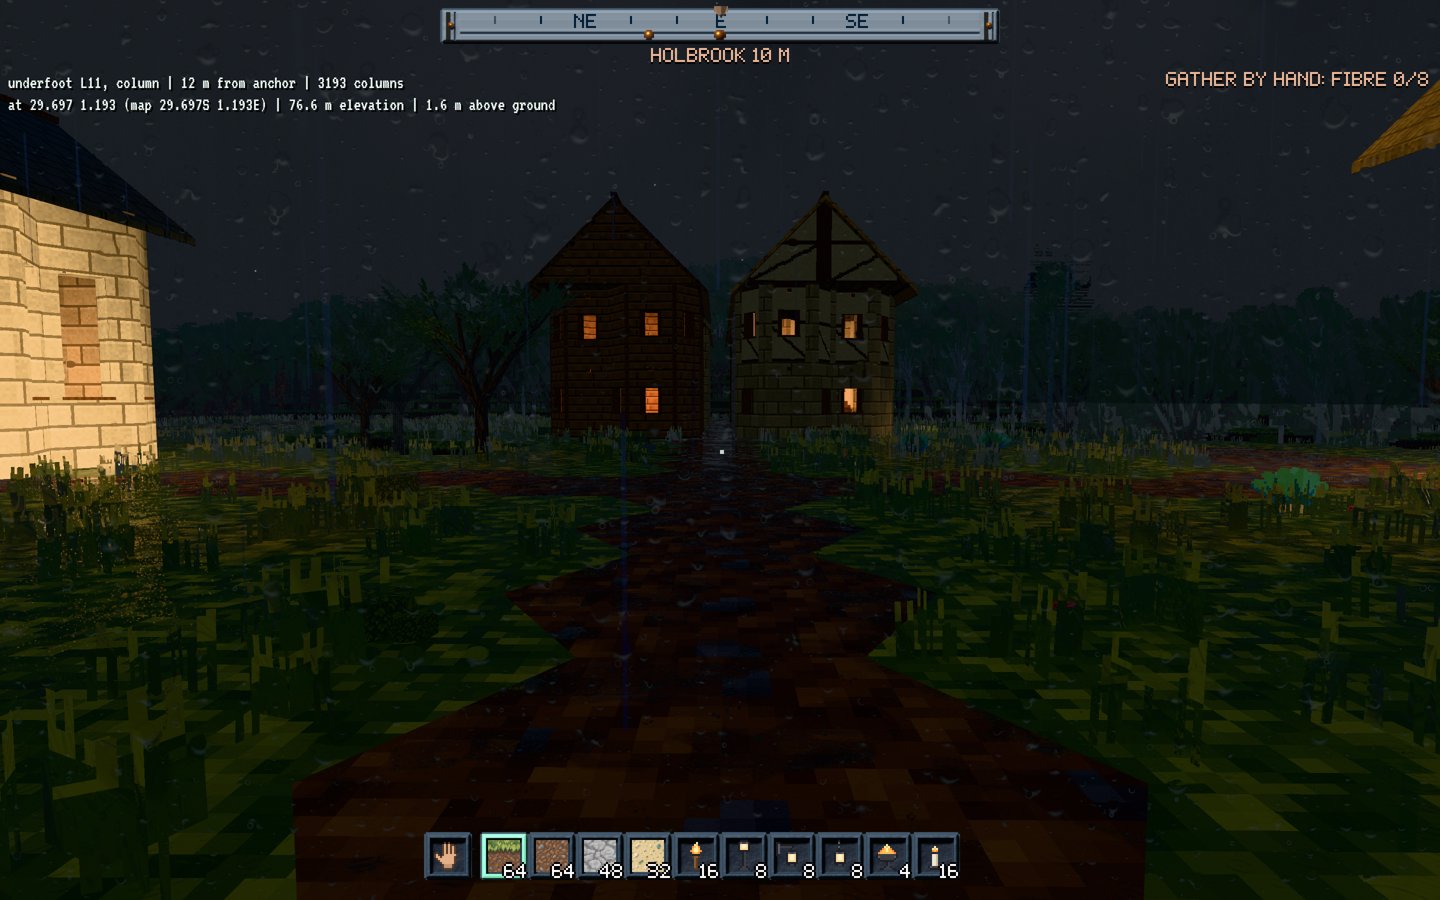 NE E SE
HOLBROOK 10 M
underfoot L11, column | 12 m from anchor | 3193 columns
GATHER BY HAND: FIBRE 0/8
at 29.697 1.193 (map 29.697S 1.193E) | 76.6 m elevation | 1.6 m above ground
64 64 48 32 16 8 8 8 4 16